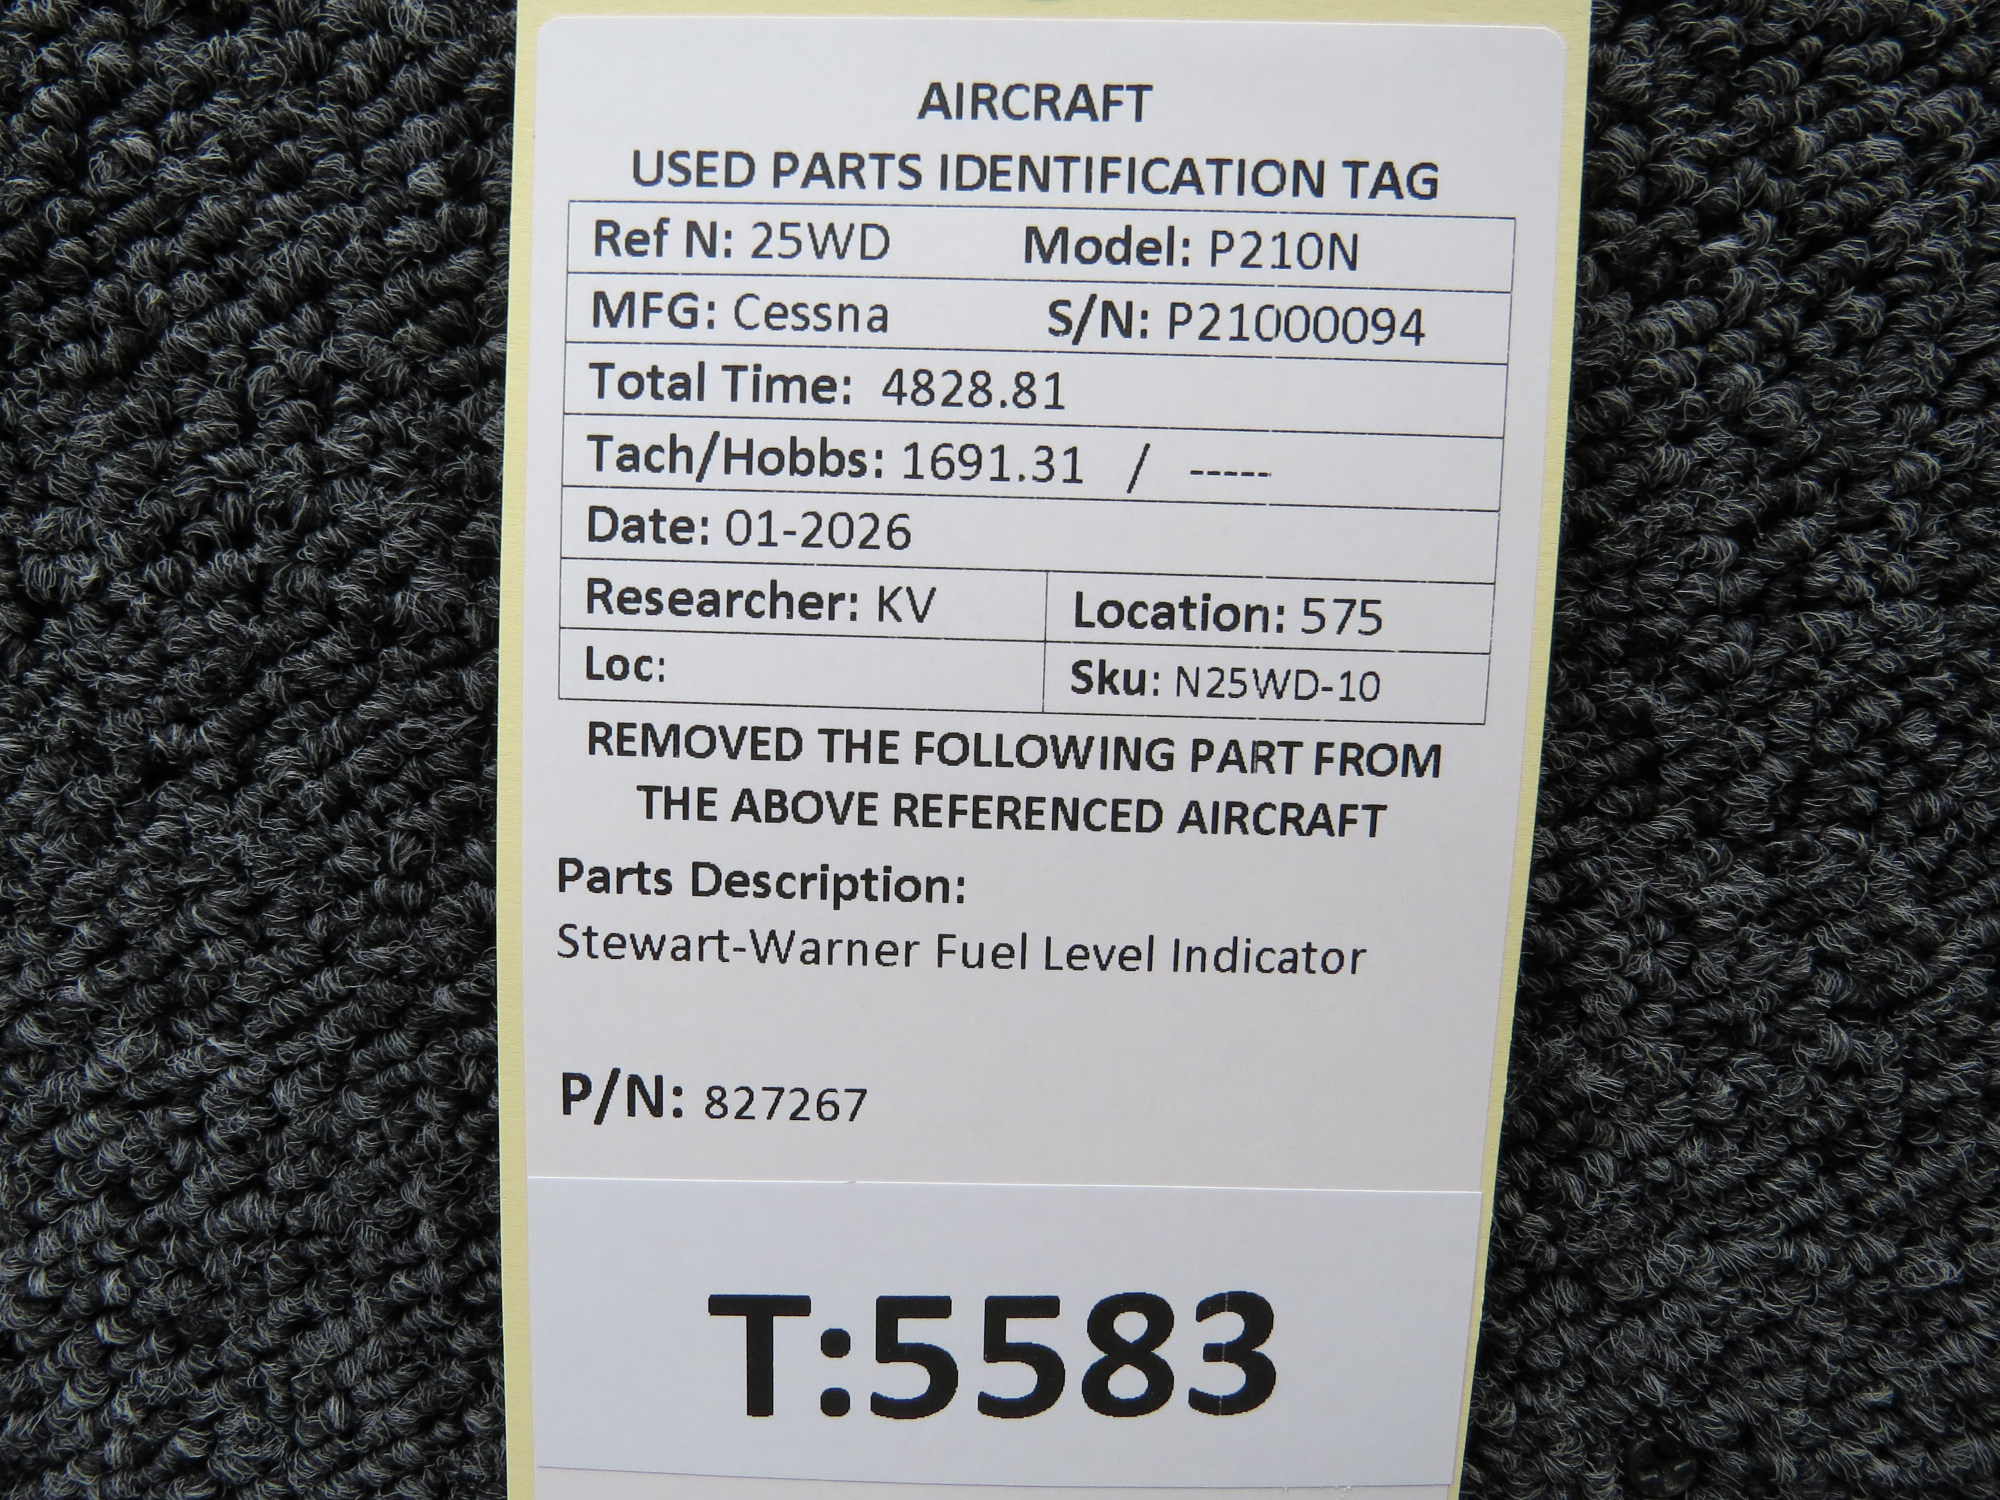 AIRCRAFT
USED PARTS IDENTIFICATION TAG
Ref N: 25WD Model: P210N
MFG: Cessna S/N: P21000094
Total Time: 4828.81
Tach/Hobbs: 1691.31 / -----
Date: 01-2026
Researcher: KV Location: 575
Loc: Sku: N25WD-10
REMOVED THE FOLLOWING PART FROM
THE ABOVE REFERENCED AIRCRAFT
Parts Description:
Stewart-Warner Fuel Level Indicator
P/N: 827267
T:5583